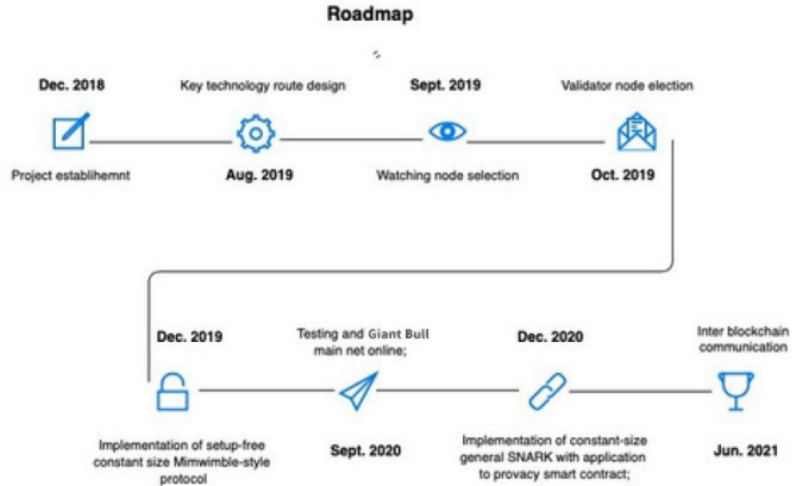 Roadmap
Dec. 2018
Key technology route design
Sept. 2019
Validator node election
Project establihemnt
Aug. 2019
Watching node selection
Oct. 2019
Dec. 2019
Testing and Giant Bull
main net online;
Dec. 2020
Inter blockchain
communication
Implementation of setup-free
constant size Mimwimble-style
protocol
Sept. 2020
Implementation of constant-size
general SNARK with application
to provacy smart contract;
Jun. 2021